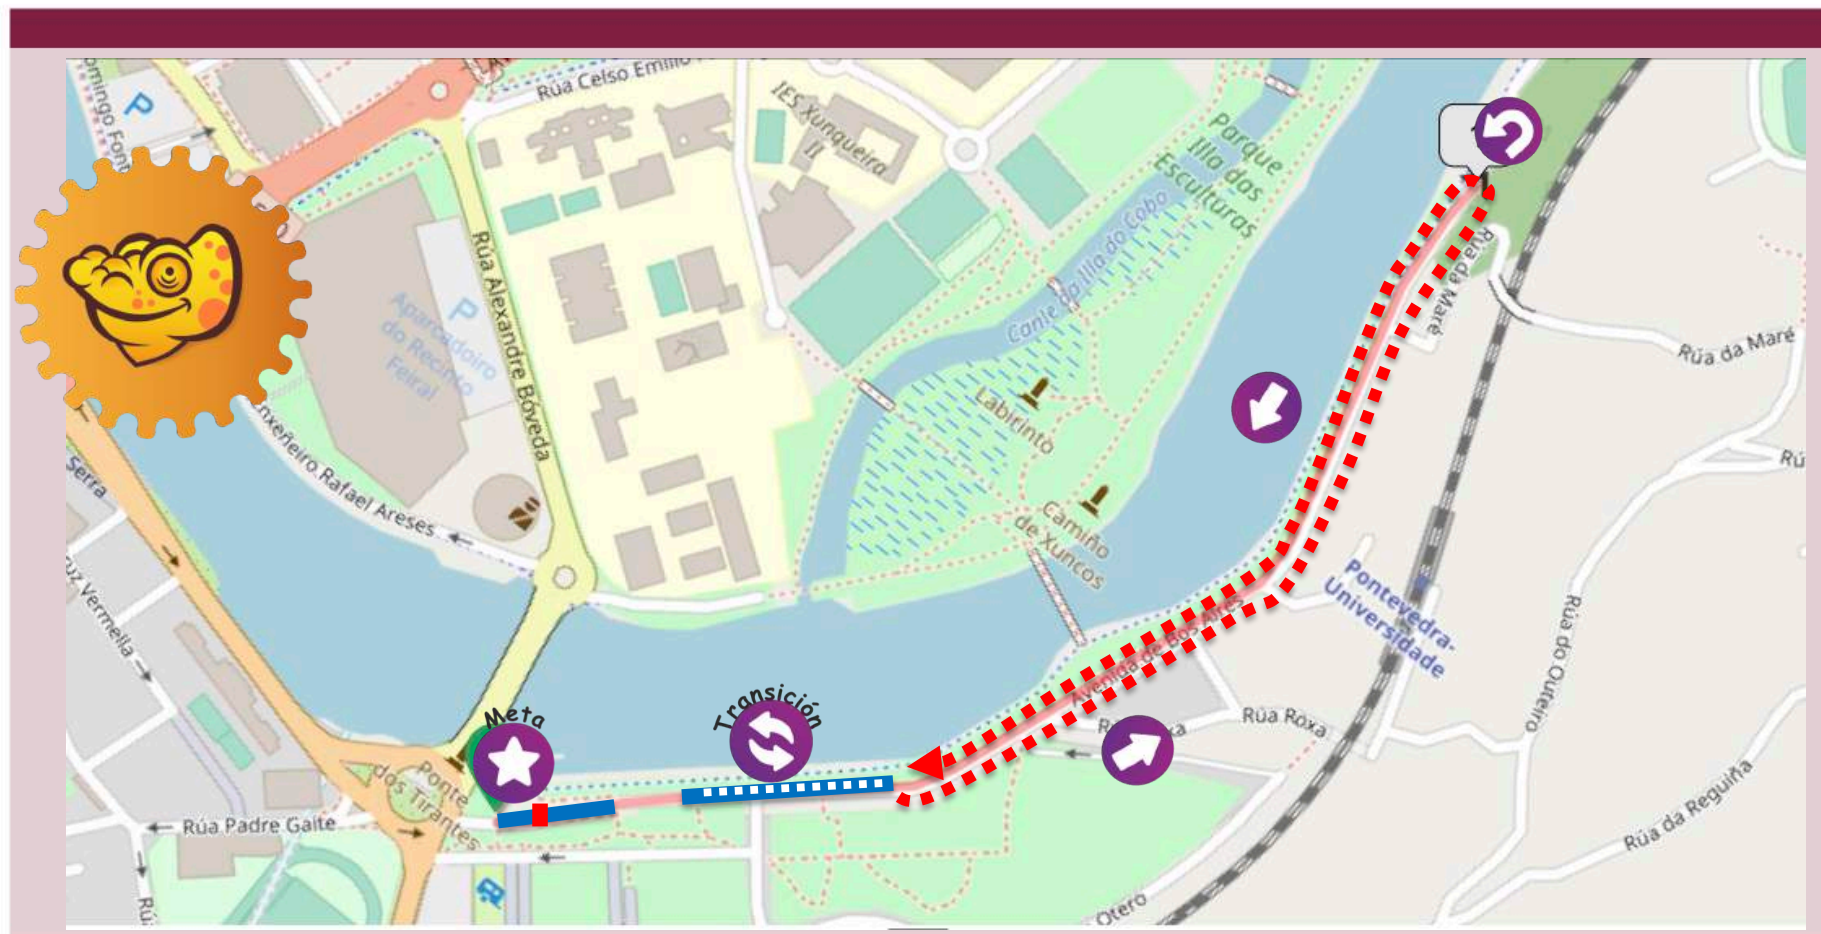 Rúa Celso Emilio
P
IES Xunqueira
II
Parque
Illa das
Esculturas
Canle da Illa do Cobo
Rúa Alexandre Bóveda
P
Aparcadoiro
do Recinto
Feiral
Rúa da Maré
Rúa da Maré
Labirinto
Camiño
de Xuncos
Rafael Areses
Serra
Vermella
Pontevedra-
Universidade
Avenida de Bos Aires
Rúa do Outeiro
Meta
Transición
Rúa Roxa
Ponte
dos Tirantes
Rúa Padre Gaite
Rúa da Reguiña
Otero